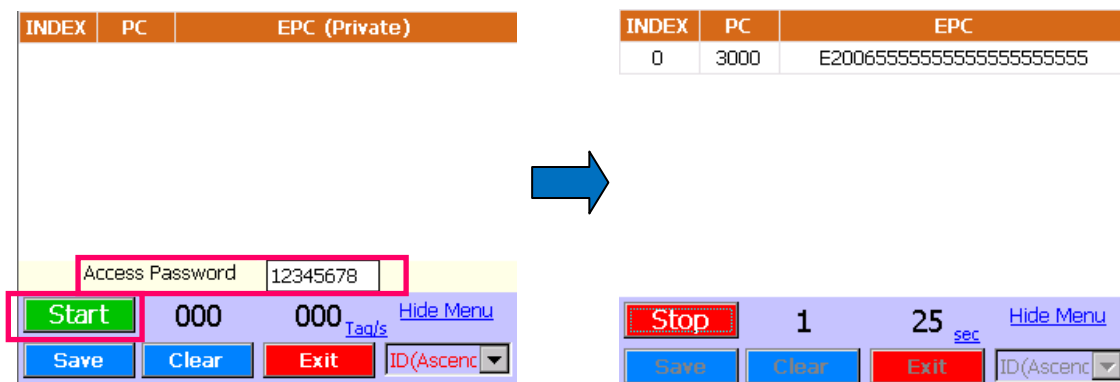 INDEX PC EPC (Private)
Access Password 12345678
Start 000 000 Tag/s Hide Menu
Save Clear Exit ID(Ascenc
INDEX PC EPC
0 3000 E20065555555555555555555
Stop 1 25 sec Hide Menu
Save Clear Exit ID(Ascenc